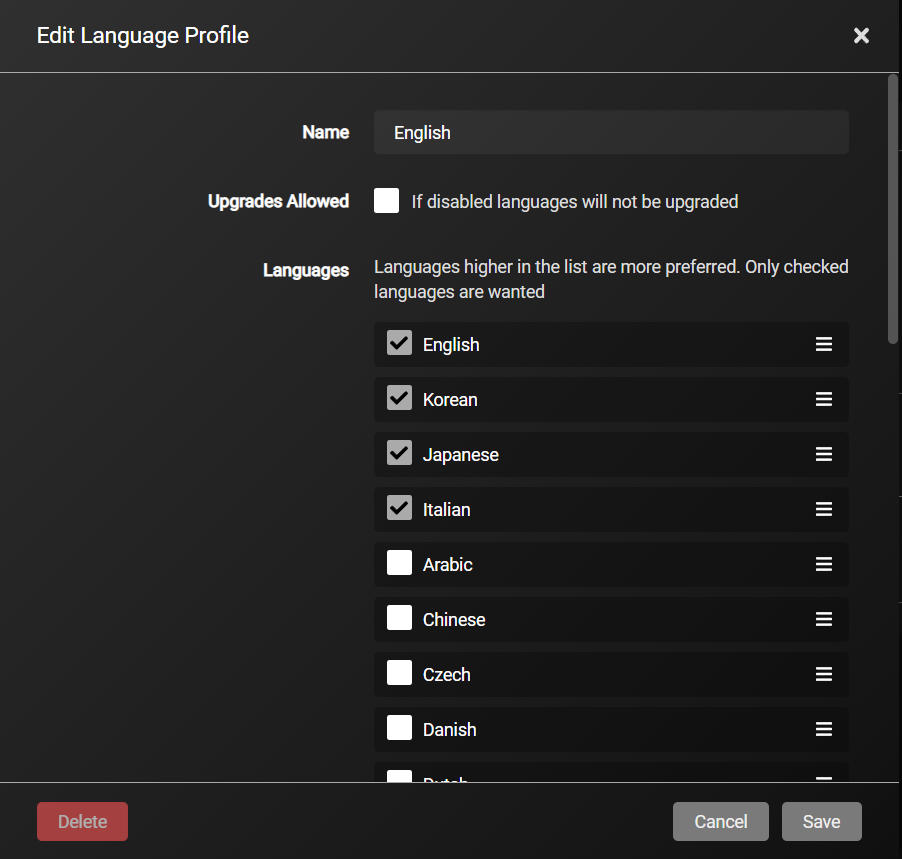 Edit Language Profile
Name
English
Upgrades Allowed
If disabled languages will not be upgraded
Languages
Languages higher in the list are more preferred. Only checked
languages are wanted
English
Korean
Japanese
Italian
Arabic
Chinese
Czech
Danish
Dutch
Delete
Cancel
Save